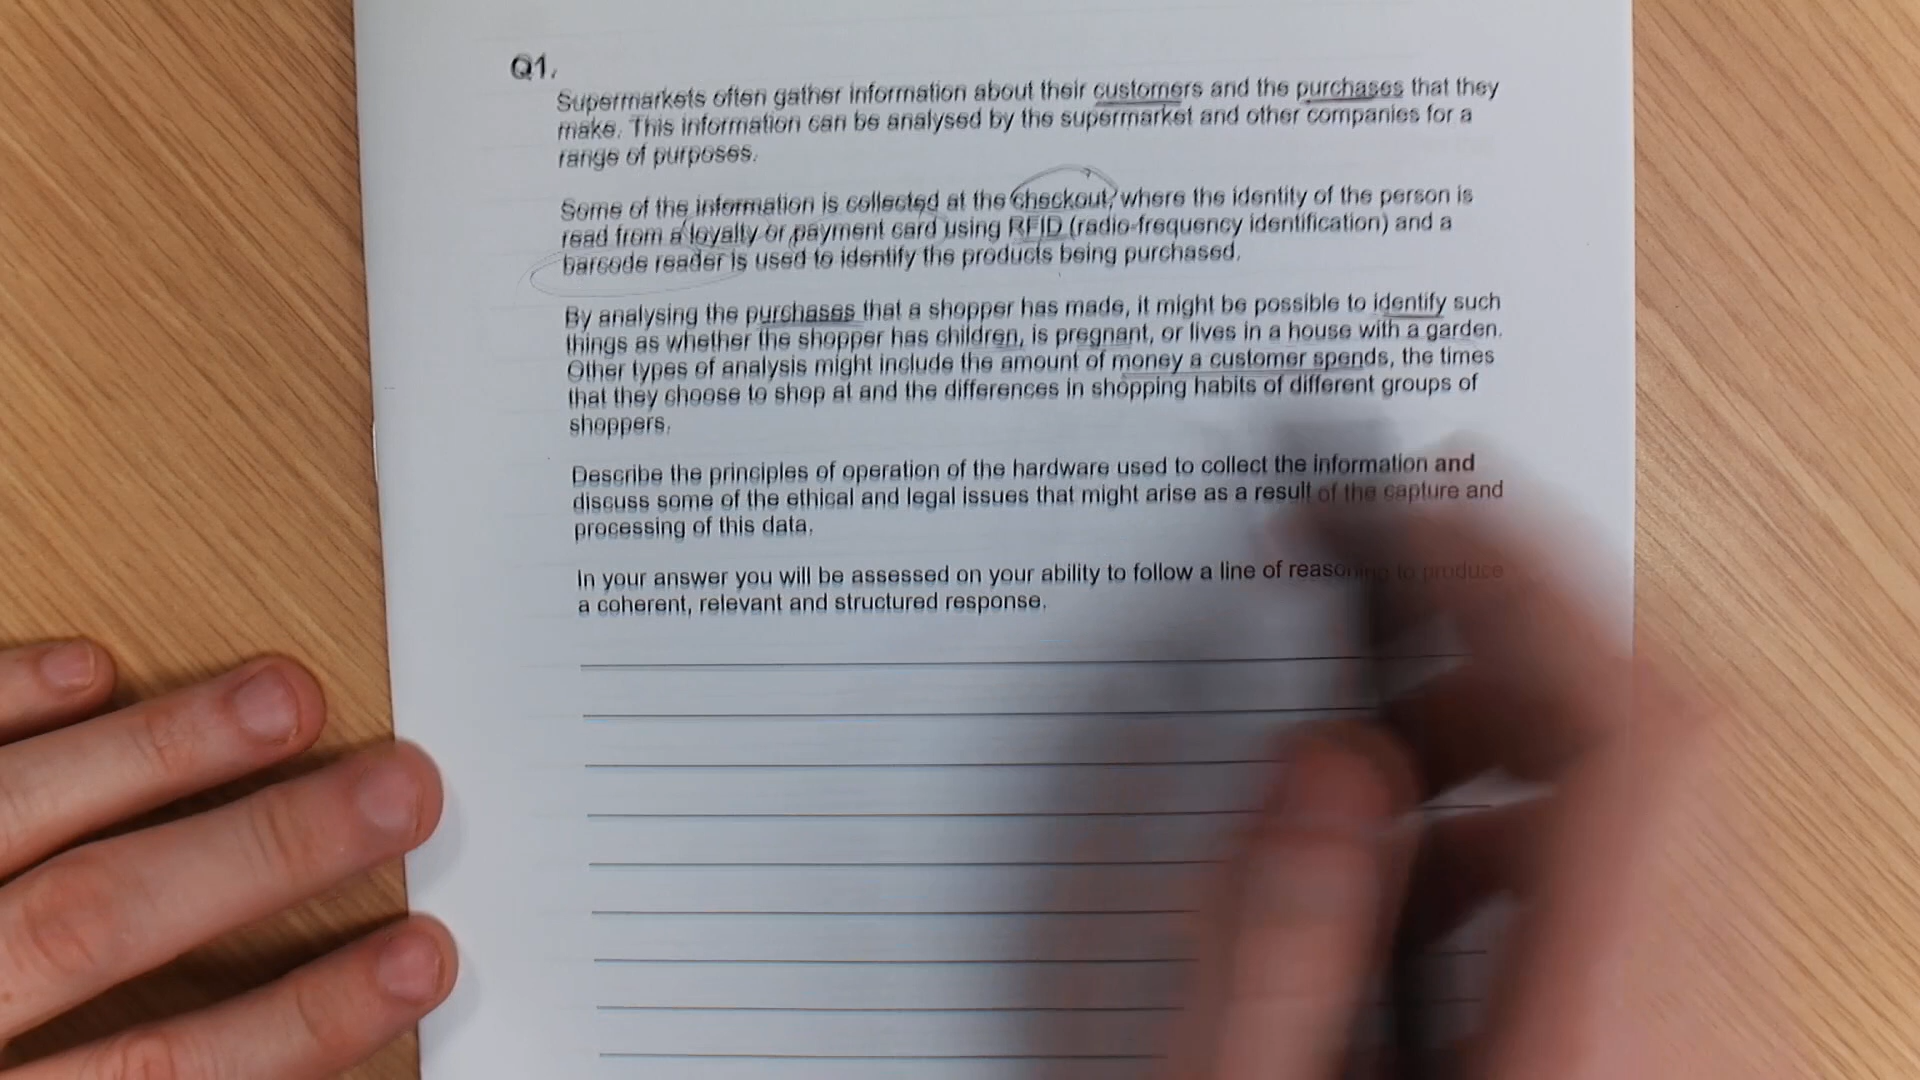 Q1.
Supermarkets often gather information about their customers and the purchases that they
make. This information can be analysed by the supermarket and other companies for a
range of purposes.
Some of the information is collected at the checkout, where the identity of the person is
read from a loyalty or payment card using RFID (radio-frequency identification) and a
barcode reader is used to identify the products being purchased.
By analysing the purchases that a shopper has made, it might be possible to identify such
things as whether the shopper has children, is pregnant, or lives in a house with a garden.
Other types of analysis might include the amount of money a customer spends, the times
that they choose to shop at and the differences in shopping habits of different groups of
shoppers.
Describe the principles of operation of the hardware used to collect the information and
discuss some of the ethical and legal issues that might arise as a result of the capture and
processing of this data.
In your answer you will be assessed on your ability to follow a line of reasoning to produce
a coherent, relevant and structured response.